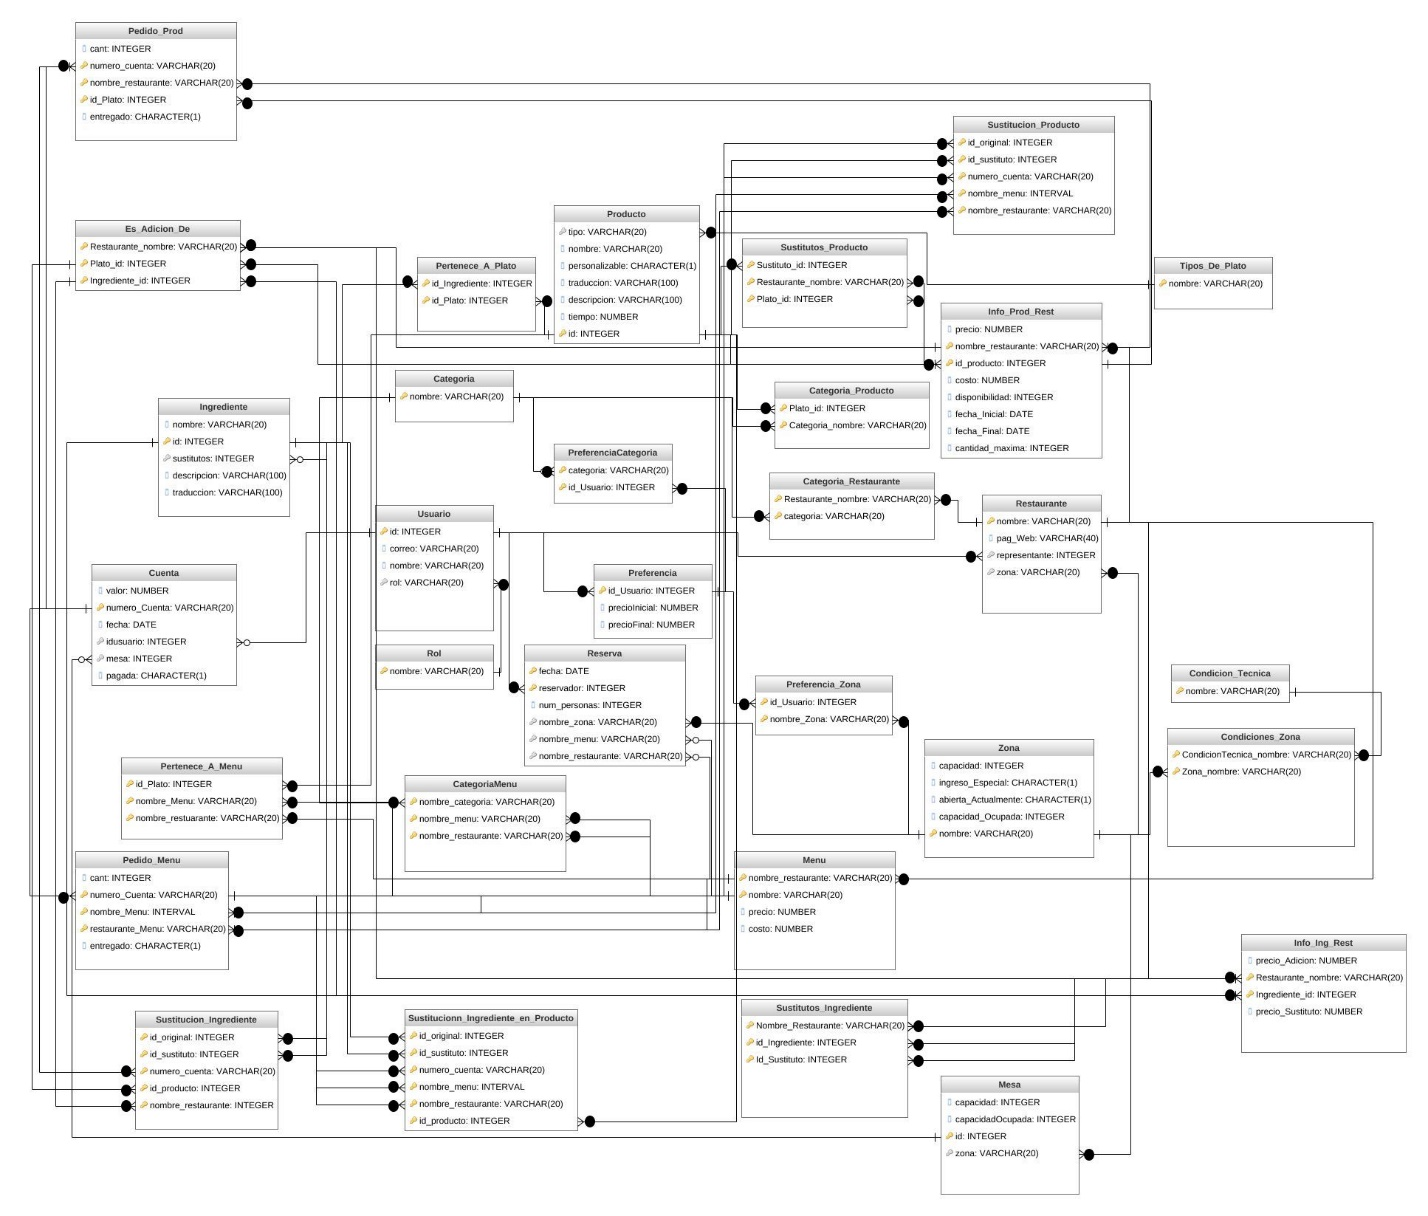 Pedido_Prod
cant: INTEGER
numero_cuenta: VARCHAR(20)
nombre_restaurante: VARCHAR(20)
id_Plato: INTEGER
entregado: CHARACTER(1)
Sustitucion_Producto
id_original: INTEGER
id_sustituto: INTEGER
numero_cuenta: VARCHAR(20)
nombre_menu: INTERVAL
nombre_restaurante: VARCHAR(20)
Es_Adicion_De
Restaurante_nombre: VARCHAR(20)
Plato_id: INTEGER
Ingrediente_id: INTEGER
Pertenece_A_Plato
id_Ingrediente: INTEGER
id_Plato: INTEGER
Producto
tipo: VARCHAR(20)
nombre: VARCHAR(20)
personalizable: CHARACTER(1)
traduccion: VARCHAR(100)
descripcion: VARCHAR(100)
tiempo: NUMBER
id: INTEGER
Sustitutos_Producto
Sustituto_id: INTEGER
Restaurante_nombre: VARCHAR(20)
Plato_id: INTEGER
Tipos_De_Plato
nombre: VARCHAR(20)
Info_Prod_Rest
precio: NUMBER
nombre_restaurante: VARCHAR(20)
id_producto: INTEGER
costo: NUMBER
disponibilidad: INTEGER
fecha_Inicial: DATE
fecha_Final: DATE
cantidad_maxima: INTEGER
Categoria
nombre: VARCHAR(20)
Categoria_Producto
Plato_id: INTEGER
Categoria_nombre: VARCHAR(20)
Ingrediente
nombre: VARCHAR(20)
id: INTEGER
sustitutos: INTEGER
descripcion: VARCHAR(100)
traduccion: VARCHAR(100)
PreferenciaCategoria
categoria: VARCHAR(20)
id_Usuario: INTEGER
Categoria_Restaurante
Restaurante_nombre: VARCHAR(20)
categoria: VARCHAR(20)
Restaurante
nombre: VARCHAR(20)
pag_Web: VARCHAR(40)
representante: INTEGER
zona: VARCHAR(20)
Usuario
id: INTEGER
correo: VARCHAR(20)
nombre: VARCHAR(20)
rol: VARCHAR(20)
Cuenta
valor: NUMBER
numero_Cuenta: VARCHAR(20)
fecha: DATE
idusuario: INTEGER
mesa: INTEGER
pagada: CHARACTER(1)
Preferencia
id_Usuario: INTEGER
precioInicial: NUMBER
precioFinal: NUMBER
Rol
nombre: VARCHAR(20)
Reserva
fecha: DATE
reservador: INTEGER
num_personas: INTEGER
nombre_zona: VARCHAR(20)
nombre_menu: VARCHAR(20)
nombre_restaurante: VARCHAR(20)
Preferencia_Zona
id_Usuario: INTEGER
nombre_Zona: VARCHAR(20)
Condicion_Tecnica
nombre: VARCHAR(20)
Condiciones_Zona
CondicionTecnica_nombre: VARCHAR(20)
Zona_nombre: VARCHAR(20)
Zona
capacidad: INTEGER
ingreso_Especial: CHARACTER(1)
abierta_Actualmente: CHARACTER(1)
capacidad_Ocupada: INTEGER
nombre: VARCHAR(20)
Pertenece_A_Menu
id_Plato: INTEGER
nombre_Menu: VARCHAR(20)
nombre_restuarante: VARCHAR(20)
CategoriaMenu
nombre_categoria: VARCHAR(20)
nombre_menu: VARCHAR(20)
nombre_restaurante: VARCHAR(20)
Pedido_Menu
cant: INTEGER
numero_Cuenta: VARCHAR(20)
nombre_Menu: INTERVAL
restaurante_Menu: VARCHAR(20)
entregado: CHARACTER(1)
Menu
nombre_restaurante: VARCHAR(20)
nombre: VARCHAR(20)
precio: NUMBER
costo: NUMBER
Info_Ing_Rest
precio_Adicion: NUMBER
Restaurante_nombre: VARCHAR(20)
Ingrediente_id: INTEGER
precio_Sustituto: NUMBER
Sustitucion_Ingrediente
id_original: INTEGER
id_sustituto: INTEGER
numero_cuenta: VARCHAR(20)
id_producto: INTEGER
nombre_restaurante: INTEGER
Sustitucionn_Ingrediente_en_Producto
id_original: INTEGER
id_sustituto: INTEGER
numero_cuenta: VARCHAR(20)
nombre_menu: INTERVAL
nombre_restaurante: VARCHAR(20)
id_producto: INTEGER
Sustitutos_Ingrediente
Nombre_Restaurante: VARCHAR(20)
id_Ingrediente: INTEGER
Id_Sustituto: INTEGER
Mesa
capacidad: INTEGER
capacidadOcupada: INTEGER
id: INTEGER
zona: VARCHAR(20)